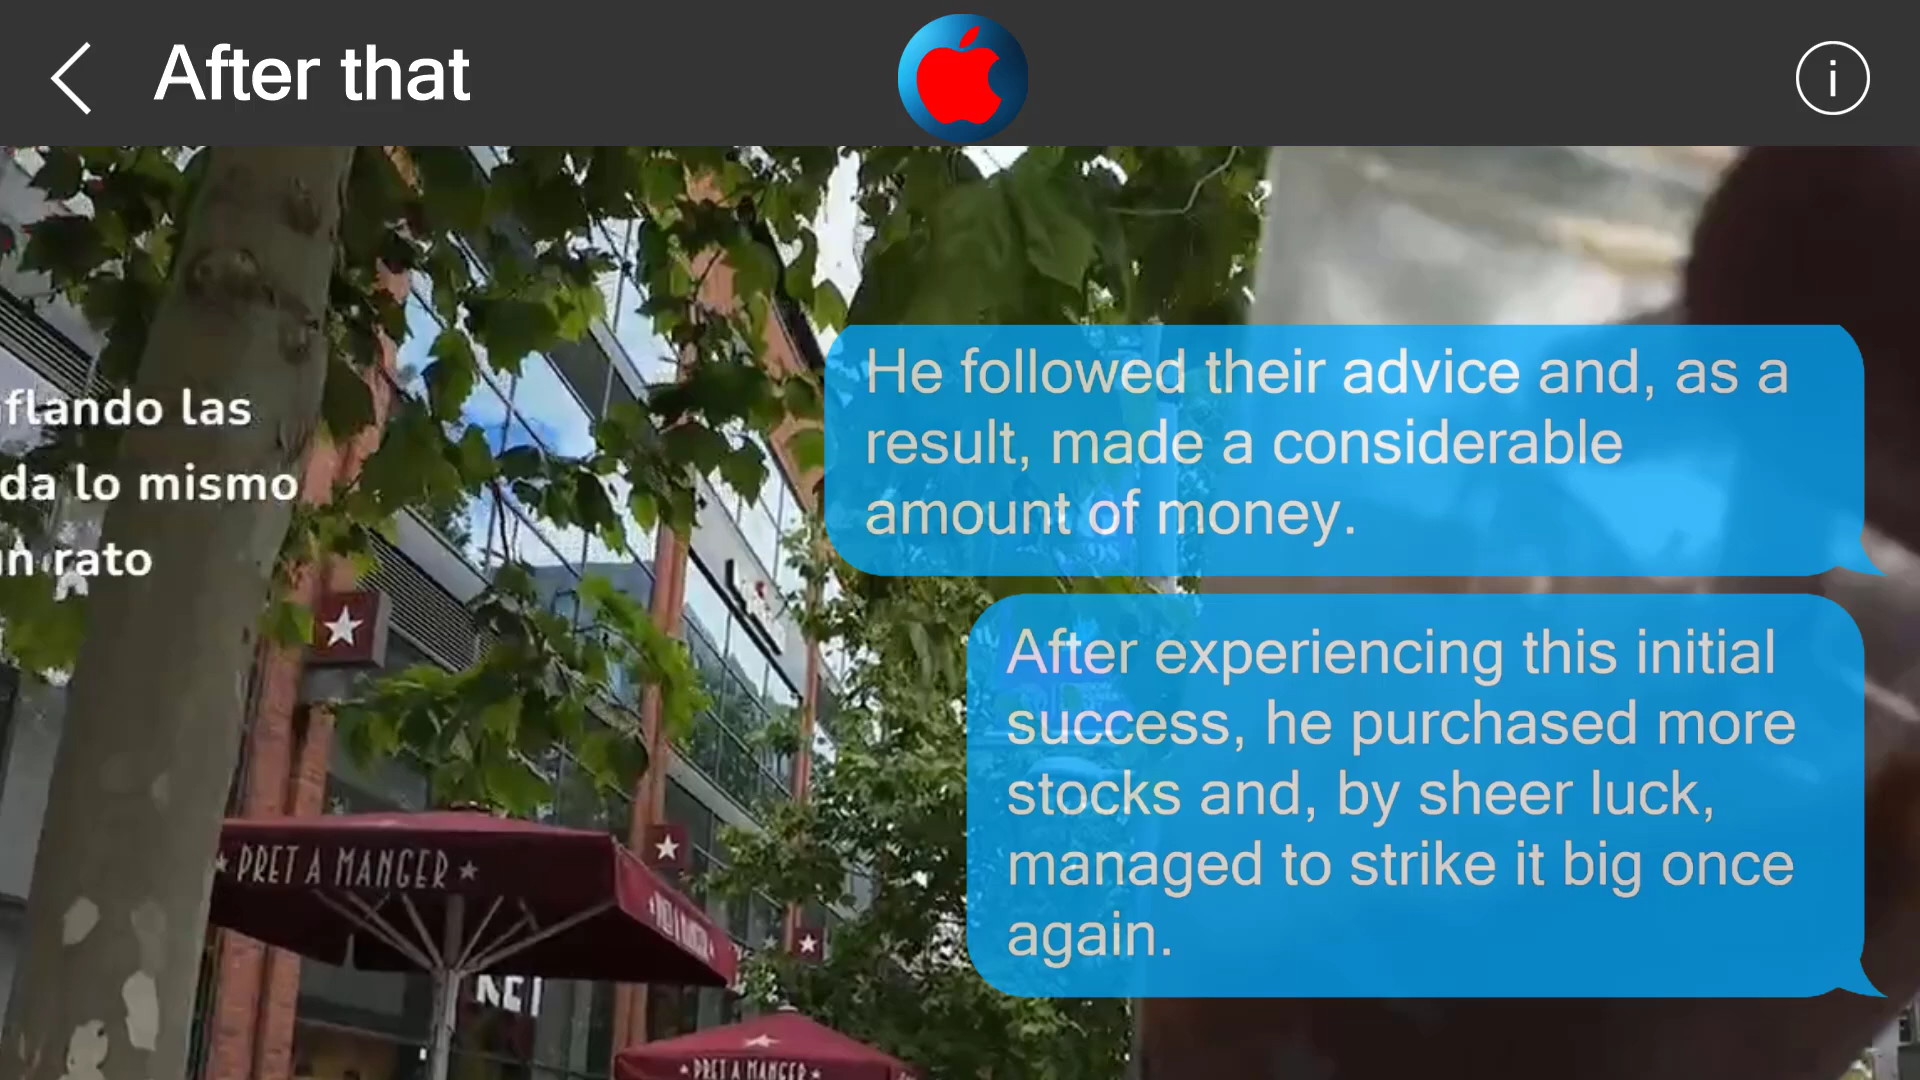 After that
He followed their advice and, as a
result, made a considerable
amount of money.
After experiencing this initial
success, he purchased more
stocks and, by sheer luck,
managed to strike it big once
again.
flando las
da lo mismo
n rato
★ PRET A MANGER ★
★ PRET A MANGER ★